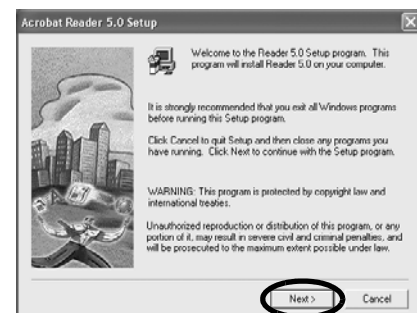 Acrobat Reader 5.0 Setup
Welcome to the Reader 5.0 Setup program. This
program will install Reader 5.0 on your computer.
It is strongly recommended that you exit all Windows programs
before running this Setup program.
Click Cancel to quit Setup and then close any programs you
have running. Click Next to continue with the Setup program.
WARNING: This program is protected by copyright law and
international treaties.
Unauthorized reproduction or distribution of this program, or any
portion of it, may result in severe civil and criminal penalties, and
will be prosecuted to the maximum extent possible under law.
Next >
Cancel